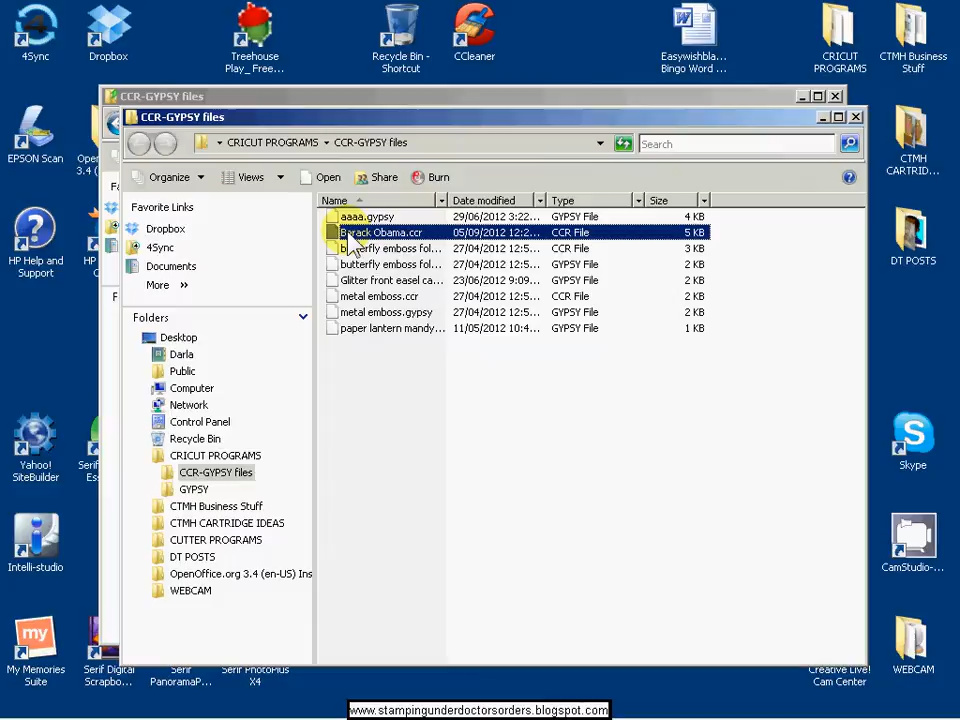 4Sync
Dropbox
Treehouse
Play_ Free...
Recycle Bin -
Shortcut
CCleaner
Easywishbla...
Bingo Word ...
CRICUT
PROGRAMS
CTMH Business
Stuff
CCR-GYPSY files
CCR-GYPSY files
CRICUT PROGRAMS
CCR-GYPSY files
Search
EPSON Scan
Ope
3.4 (
CTMH
CARTRID...
Organize
Views
Open
Share
Burn
Favorite Links
Name
Date modified
Type
Size
Dropbox
4Sync
Documents
More
aaaa.gypsy 29/06/2012 3:22... GYPSY File 4 KB
Barack Obama.ccr 05/09/2012 12:2... CCR File 5 KB
butterfly emboss fol... 27/04/2012 12:5... CCR File 3 KB
butterfly emboss fol... 27/04/2012 12:5... GYPSY File 2 KB
Glitter front easel ca... 23/06/2012 9:09... GYPSY File 2 KB
metal emboss.ccr 27/04/2012 12:5... CCR File 2 KB
metal emboss.gypsy 27/04/2012 12:5... GYPSY File 2 KB
paper lantern mandy... 11/05/2012 10:4... GYPSY File 1 KB
HP Help and
Support
HP
DT POSTS
Folders
Desktop
Darla
Public
Computer
Network
Control Panel
Recycle Bin
CRICUT PROGRAMS
CCR-GYPSY files
GYPSY
CTMH Business Stuff
CTMH CARTRIDGE IDEAS
CUTTER PROGRAMS
DT POSTS
OpenOffice.org 3.4 (en-US) Ins
WEBCAM
Yahoo!
SiteBuilder
Serif
Es
Skype
Intelli-studio
CamStudio-...
my
My Memories
Suite
Serif Digital
Scrapbo...
Serif
PanoramaP...
Serif PhotoPlus
X4
Creative Live!
Cam Center
WEBCAM
www.stampingunderdoctorsorders.blogspot.com